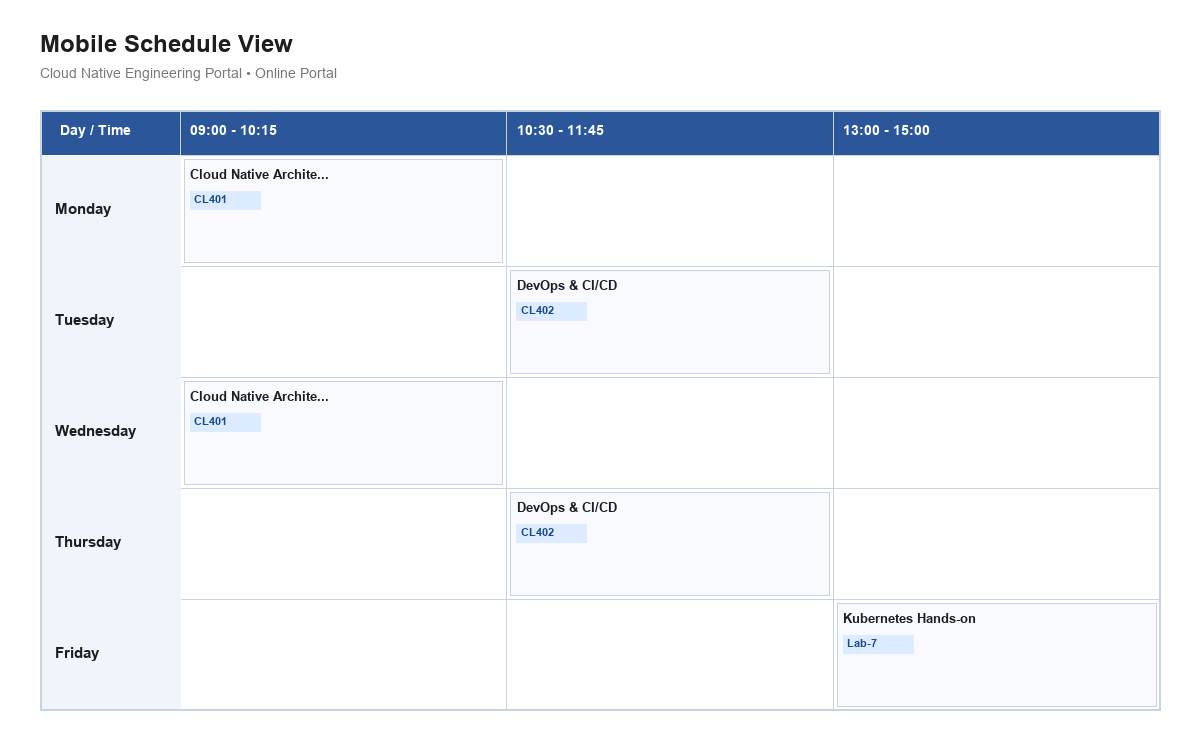 Mobile Schedule View
Cloud Native Engineering Portal • Online Portal
Day / Time 09:00 - 10:15 10:30 - 11:45 13:00 - 15:00
Monday
Cloud Native Archite...
CL401
Tuesday
DevOps & CI/CD
CL402
Wednesday
Cloud Native Archite...
CL401
Thursday
DevOps & CI/CD
CL402
Friday
Kubernetes Hands-on
Lab-7